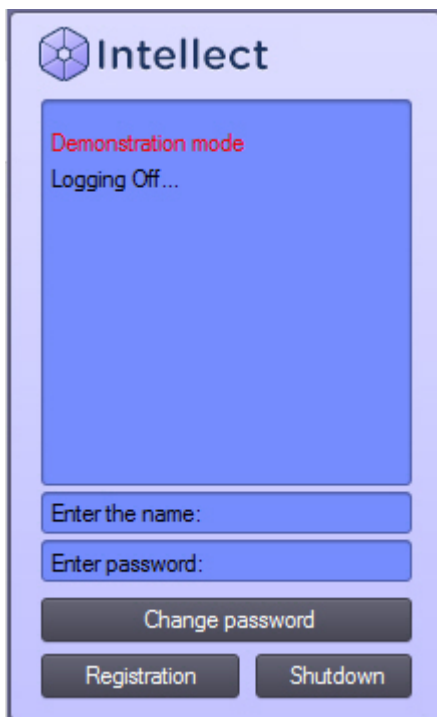 Intellect
Demonstration mode
Logging Off...
Enter the name:
Enter password:
Change password
Registration Shutdown